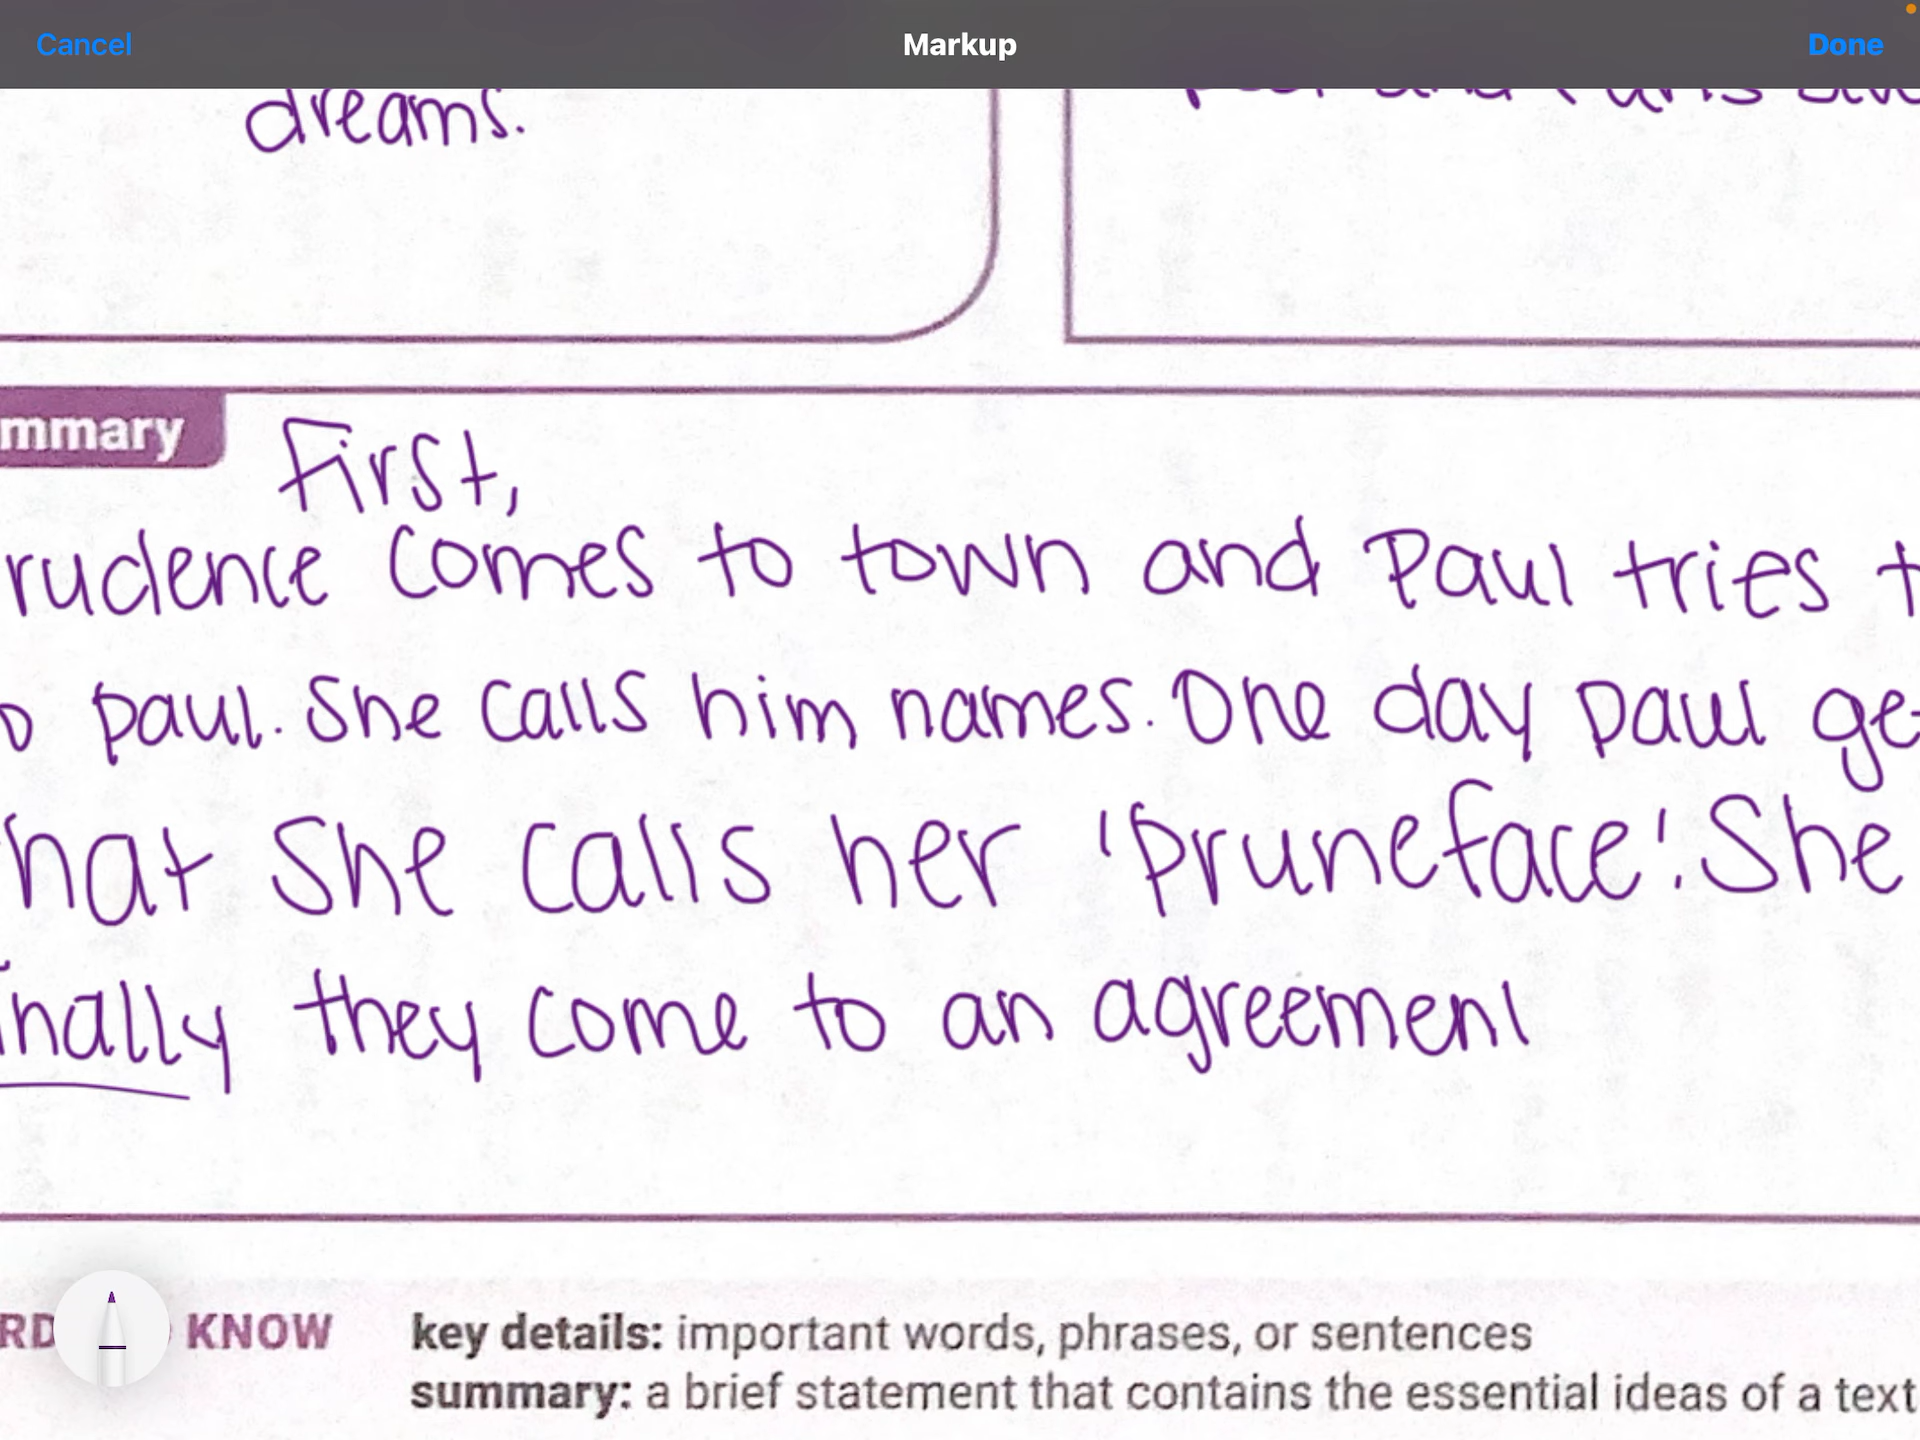 Cancel Markup Done
dreams.
mmary
First,
rudence comes to town and Paul tries t
o paul. She calls him names. One day paul ge
hat she calls her 'pruneface'. She
inally they come to an agreement
RD KNOW key details: important words, phrases, or sentences
summary: a brief statement that contains the essential ideas of a text